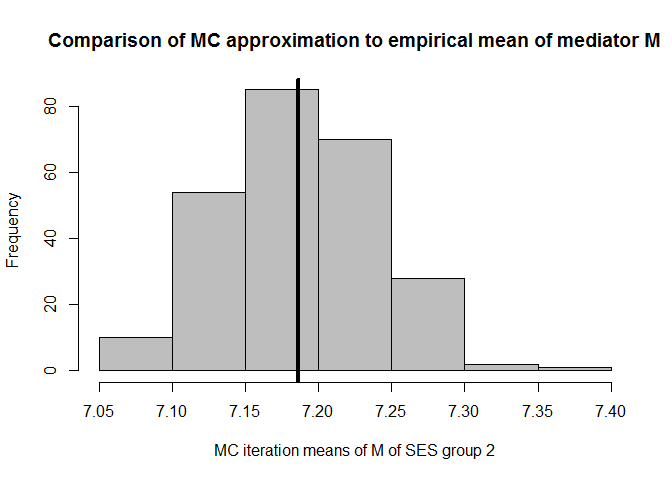 Comparison of MC approximation to empirical mean of mediator M
Frequency
80
60
40
20
0
7.05 7.10 7.15 7.20 7.25 7.30 7.35 7.40
MC iteration means of M of SES group 2